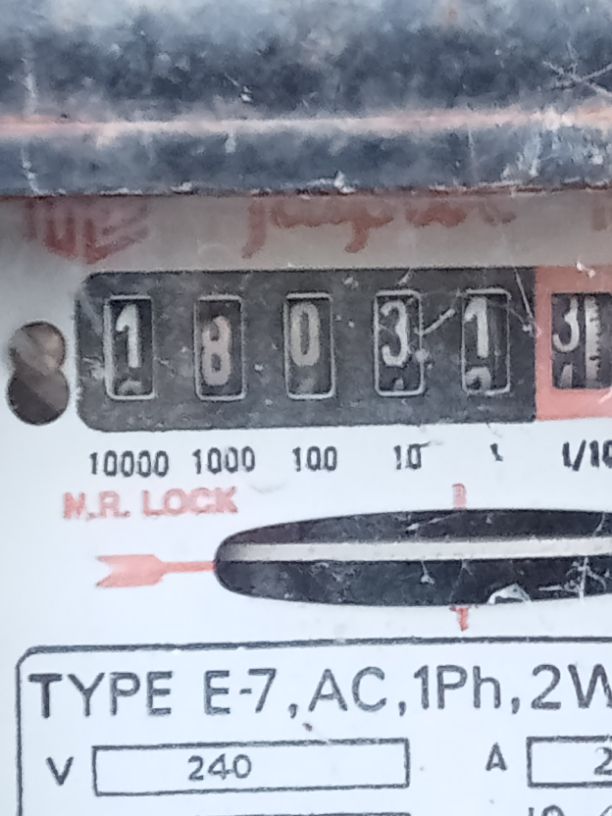 1 8 0 3 1 3
10000 1000 100 10 1 1/10
N.R. LOCK
TYPE E-7, AC, 1Ph, 2W
V 240 A 2